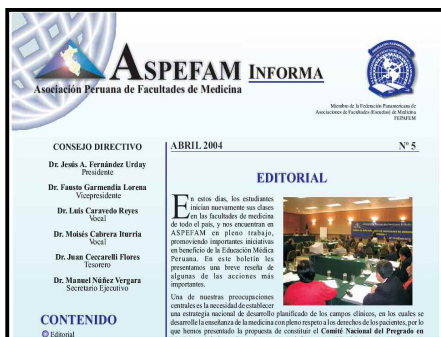 ASPEFAM INFORMA
Asociación Peruana de Facultades de Medicina
Miembro de la Federación Panamericana de
Asociaciones de Facultades (Escuelas) de Medicina
FEPAFEM
CONSEJO DIRECTIVO
Dr. Jesús A. Fernández Urday
Presidente
Dr. Fausto Garmendia Lorena
Vicepresidente
Dr. Luis Caravedo Reyes
Vocal
Dr. Moisés Cabrera Iturria
Vocal
Dr. Juan Ceccarelli Flores
Tesorero
Dr. Manuel Núñez Vergara
Secretario Ejecutivo
CONTENIDO
Editorial
ABRIL 2004 Nº 5
EDITORIAL
En estos días, los estudiantes
inician nuevamente sus clases
en las facultades de medicina
de todo el país, y nos encuentran en
ASPEFAM en pleno trabajo,
promoviendo importantes iniciativas
en beneficio de la Educación Médica
Peruana. En este boletín les
presentamos una breve reseña de
algunas de las acciones más
importantes.
Una de nuestras preocupaciones
centrales es la necesidad de establecer
una estrategia nacional de desarrollo planificado de los campos clínicos, en los cuales se
desarrolla la enseñanza de la medicina con pleno respeto a los derechos de los pacientes, por lo
que hemos presentado la propuesta de constituir el Comité Nacional del Pregrado en